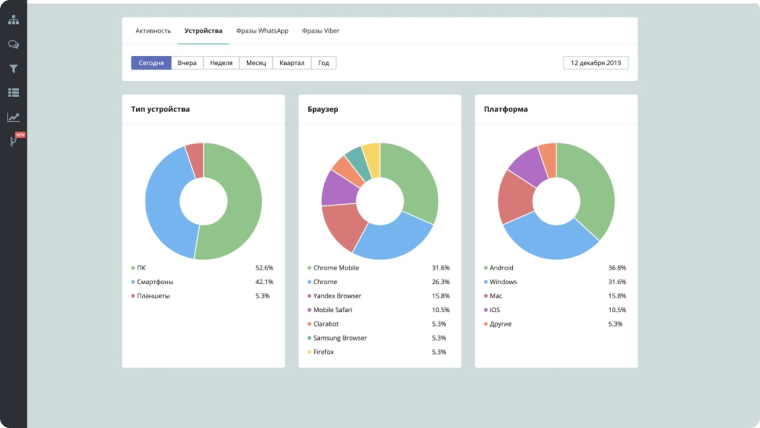 Активность Устройства Фразы WhatsApp Фразы Viber
Сегодня Вчера Неделя Месяц Квартал Год 12 декабря 2019
NEW
Тип устройства
ПК 52.6%
Смартфоны 42.1%
Планшеты 5.3%
Браузер
Chrome Mobile 31.6%
Chrome 26.3%
Yandex Browser 15.8%
Mobile Safari 10.5%
Clarabot 5.3%
Samsung Browser 5.3%
Firefox 5.3%
Платформа
Android 36.8%
Windows 31.6%
Mac 15.8%
iOS 10.5%
Другие 5.3%